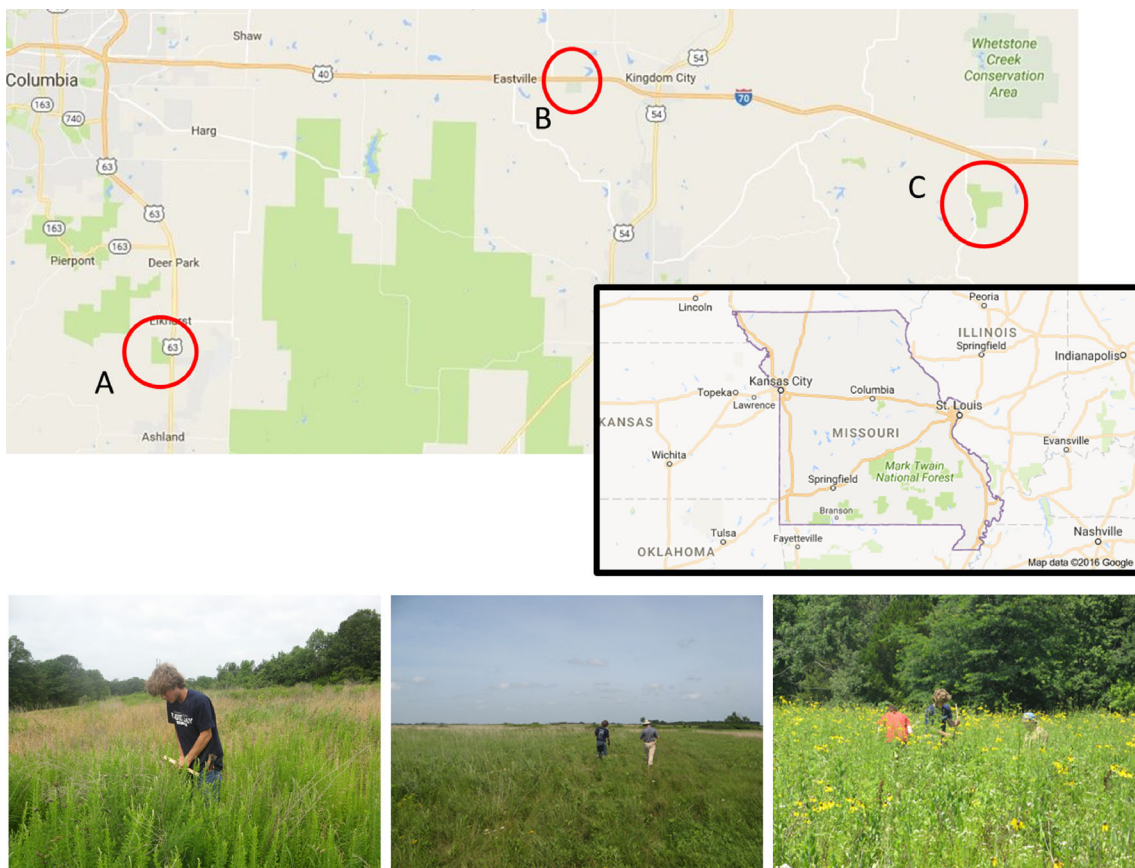 Shaw
Columbia
40
Eastville
Kingdom City
54
Whetstone
Creek
Conservation
Area
163
740
B
70
Harg
54
63
C
63
163
163
54
Pierpont
Deer Park
Elkhurst
63
A
Ashland
Lincoln
Peoria
ILLINOIS
Springfield
Indianapolis
Kansas City
Topeka
Columbia
Lawrence
St. Louis
KANSAS
MISSOURI
Evansville
Wichita
Mark Twain
National Forest
Springfield
Branson
Nashville
Tulsa
Fayetteville
OKLAHOMA
Map data ©2016 Google